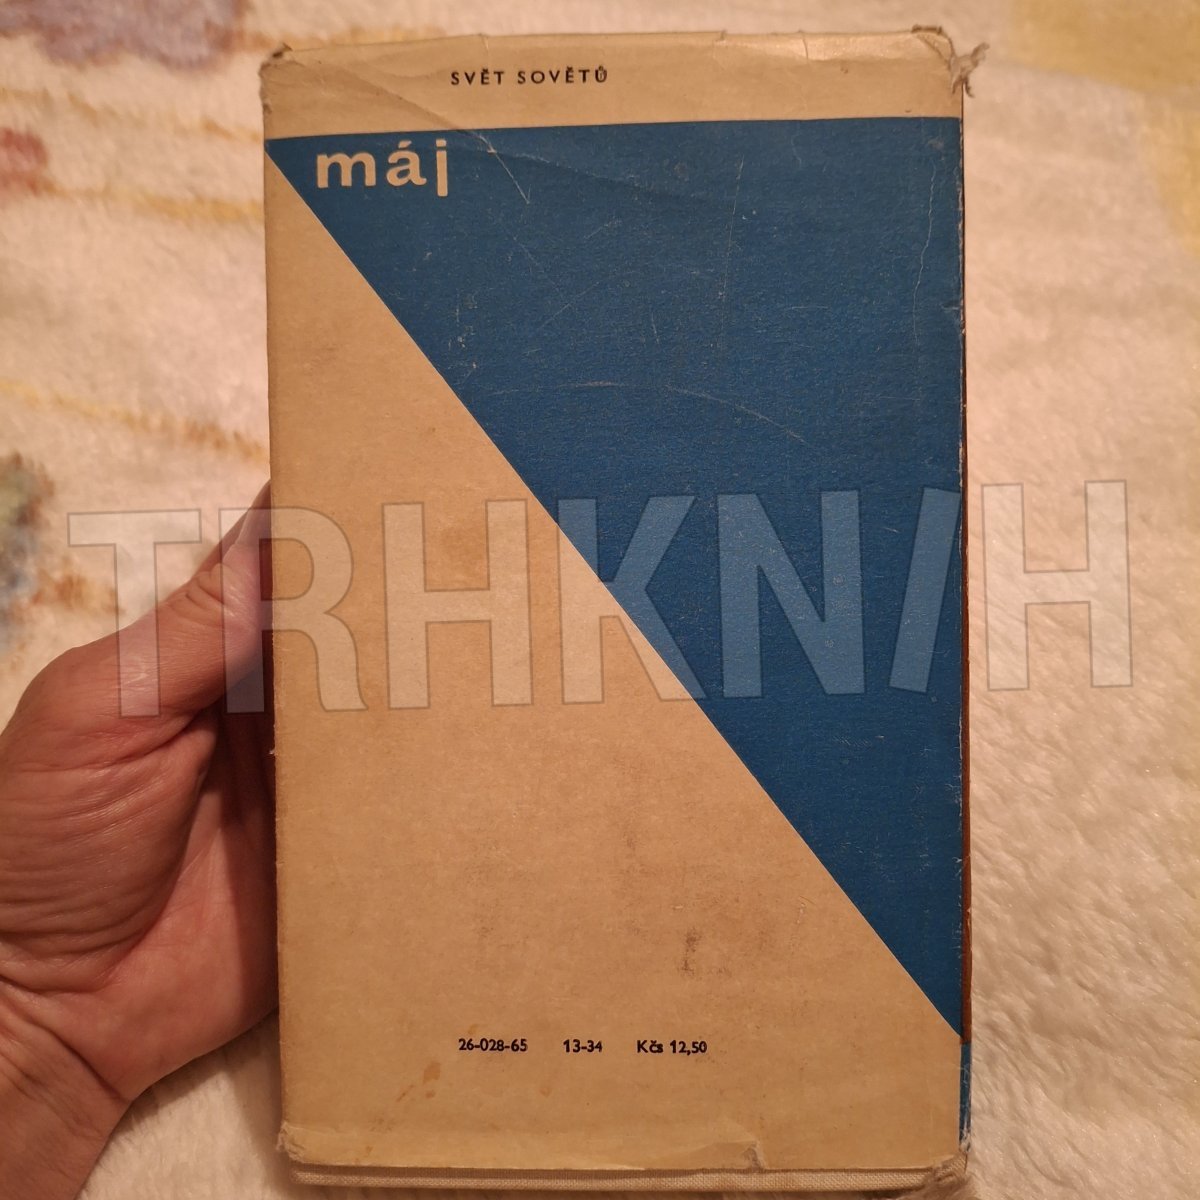 SVĚT SOVĚTŮ
máj
TRHKNIH
26-028-65 13-34 Kčs 12,50